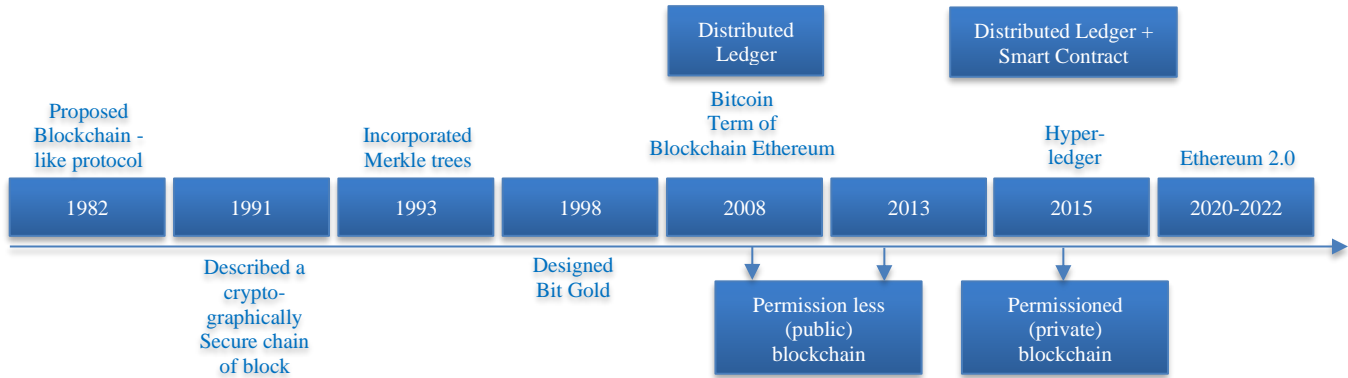 Distributed
Ledger
Distributed Ledger +
Smart Contract
Proposed
Blockchain -
like protocol
Incorporated
Merkle trees
Bitcoin
Term of
Blockchain Ethereum
Hyper-
ledger
Ethereum 2.0
1982
1991
1993
1998
2008
2013
2015
2020-2022
Described a
crypto-
graphically
Secure chain
of block
Designed
Bit Gold
Permission less
(public)
blockchain
Permissioned
(private)
blockchain